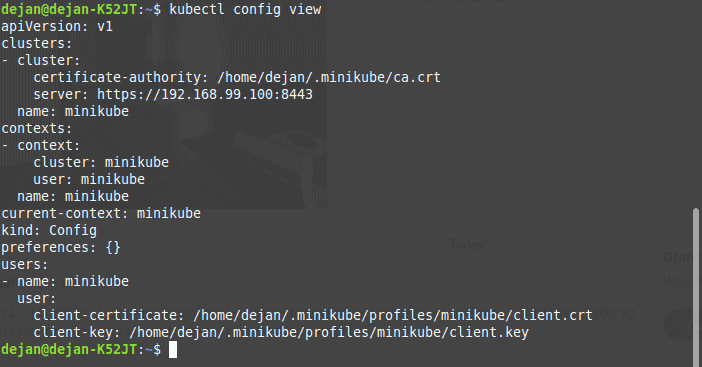 dejan@dejan-K52JT:~$ kubectl config view
apiVersion: v1
clusters:
- cluster:
    certificate-authority: /home/dejan/.minikube/ca.crt
    server: https://192.168.99.100:8443
  name: minikube
contexts:
- context:
    cluster: minikube
    user: minikube
  name: minikube
current-context: minikube
kind: Config
preferences: {}
Today
users:
- name: minikube
  user:
    client-certificate: /home/dejan/.minikube/profiles/minikube/client.crt
    client-key: /home/dejan/.minikube/profiles/minikube/client.key
dejan@dejan-K52JT:~$